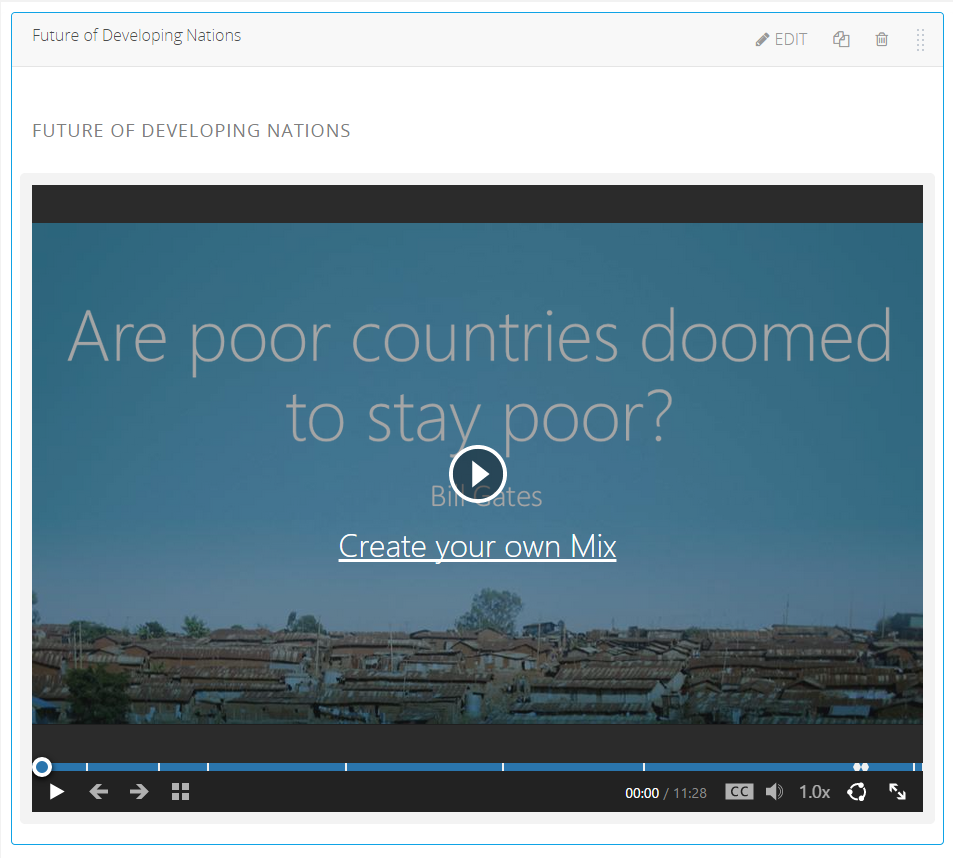 Future of Developing Nations
EDIT
FUTURE OF DEVELOPING NATIONS
Are poor countries doomed
to stay poor?
Bill Gates
Create your own Mix
00:00 / 11:28 CC 1.0x